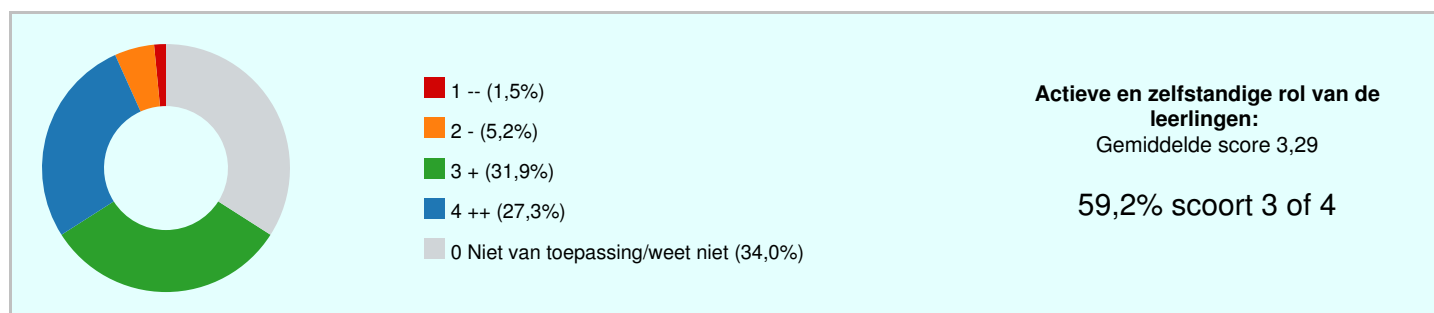 1 -- (1,5%)
2 - (5,2%)
3 + (31,9%)
4 ++ (27,3%)
0 Niet van toepassing/weet niet (34,0%)
Actieve en zelfstandige rol van de
leerlingen:
Gemiddelde score 3,29
59,2% scoort 3 of 4